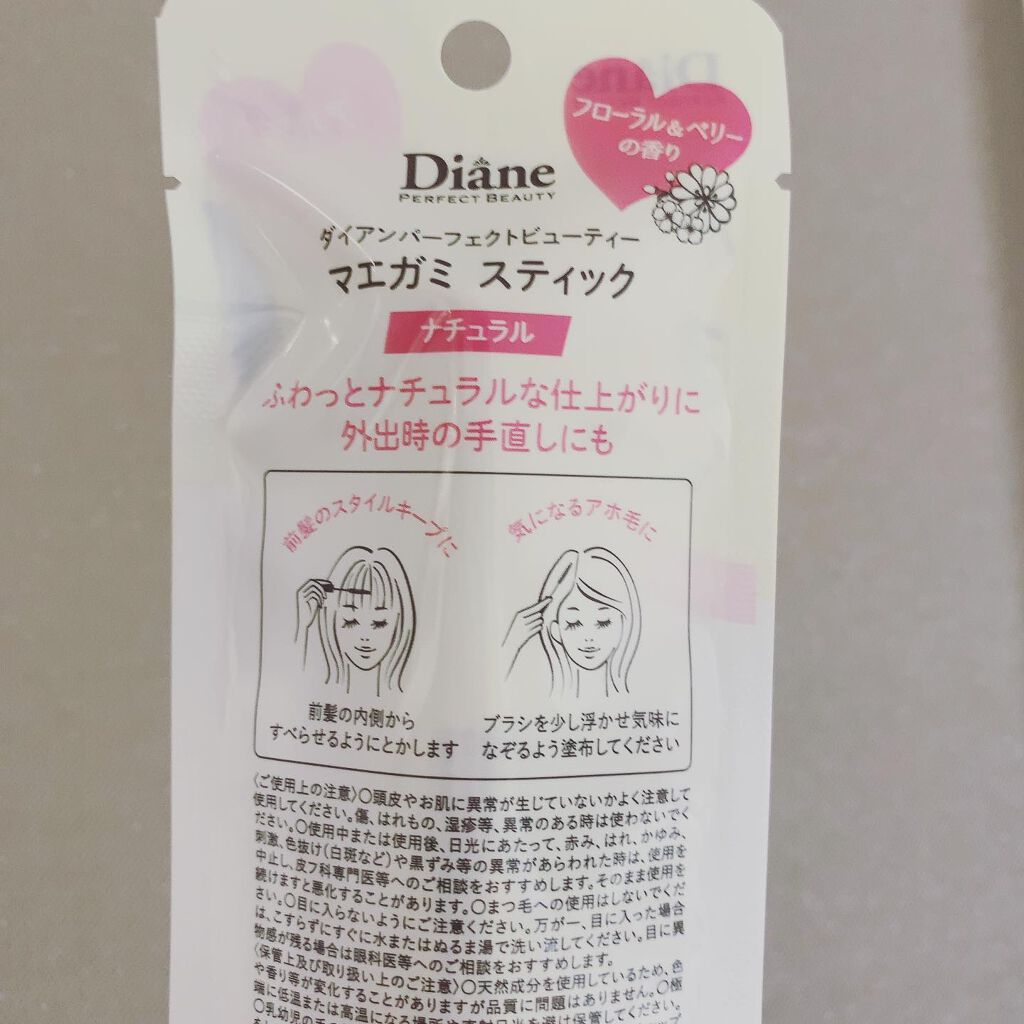 フローラル&ベリー
の香り
Diane
PERFECT BEAUTY
ダイアンパーフェクトビューティー
マエガミ スティック
ナチュラル
ふわっとナチュラルな仕上がりに
外出時の手直しにも
前髪のスタイルキープに
気になるアホ毛に
前髪の内側から
すべらせるようにとかします
ブラシを少し浮かせ気味に
なぞるよう塗布してください
〈ご使用上の注意〉○頭皮やお肌に異常が生じていないかよく注意して
使用してください。傷、はれもの、湿疹等、異常のある時は使わないでく
ださい。○使用中または使用後、日光にあたって、赤み、はれ、かゆみ、
刺激、色抜け(白斑など)や黒ずみ等の異常があらわれた時は、使用を
中止し、皮フ科専門医等へのご相談をおすすめします。そのまま使用を
続けますと悪化することがあります。○まつ毛への使用はしないでくだ
さい。○目に入らないようにご注意ください。万が一、目に入った場合
は、こすらずにすぐに水またはぬるま湯で洗い流してください。目に異
物感が残る場合は眼科医等へのご相談をおすすめします。
〈保管上及び取り扱い上のご注意〉○天然成分を使用しているため、色
や香り等が変化することがありますが品質に問題はありません。○極
端に低温または高温になる場所や直射日光を避け保管してください。
○乳幼児の手の